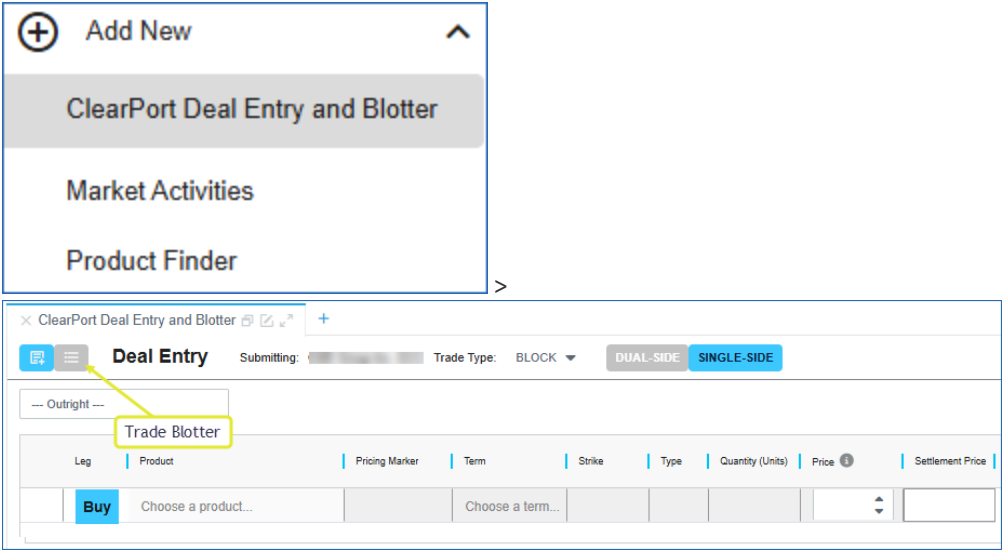 Add New
ClearPort Deal Entry and Blotter
Market Activities
Product Finder
>
ClearPort Deal Entry and Blotter +
Deal Entry Submitting: Trade Type: BLOCK DUAL-SIDE SINGLE-SIDE
--- Outright ---
Trade Blotter
Leg Product Pricing Marker Term Strike Type Quantity (Units) Price Settlement Price
Buy Choose a product... Choose a term...